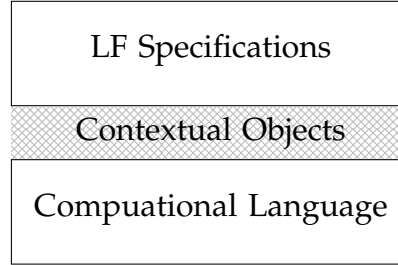 LF Specifications
Contextual Objects
Compuational Language